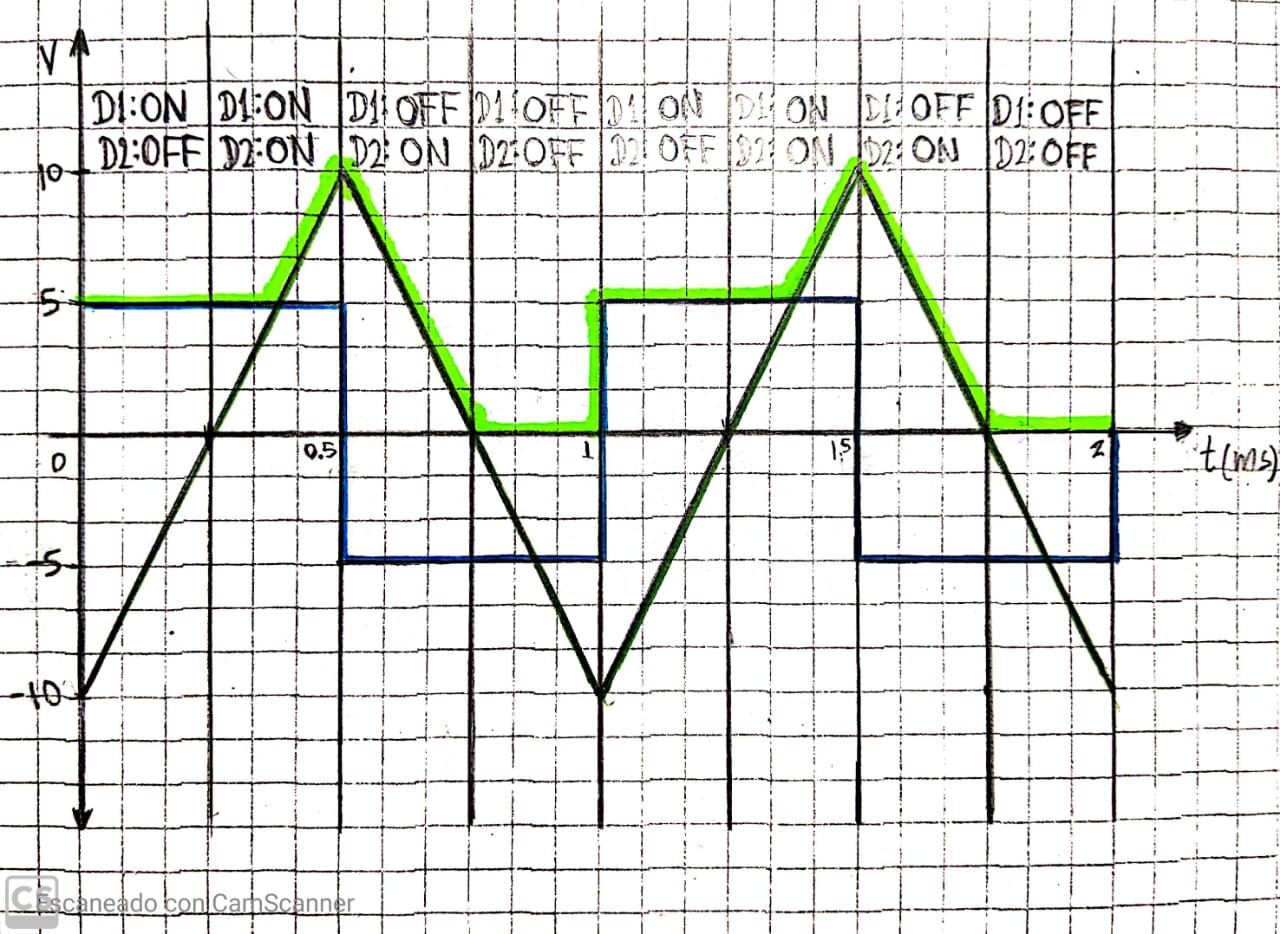 V
D1:ON D1:ON D1:OFF D1:OFF D1: ON D1: ON D1: OFF D1: OFF
D2:OFF D2:ON D2: ON D2:OFF D2: OFF D2: ON D2: ON D2: OFF
10
5
0 0.5 1 1.5 2 t(ms)
-5
-10
CS Escaneado con CamScanner